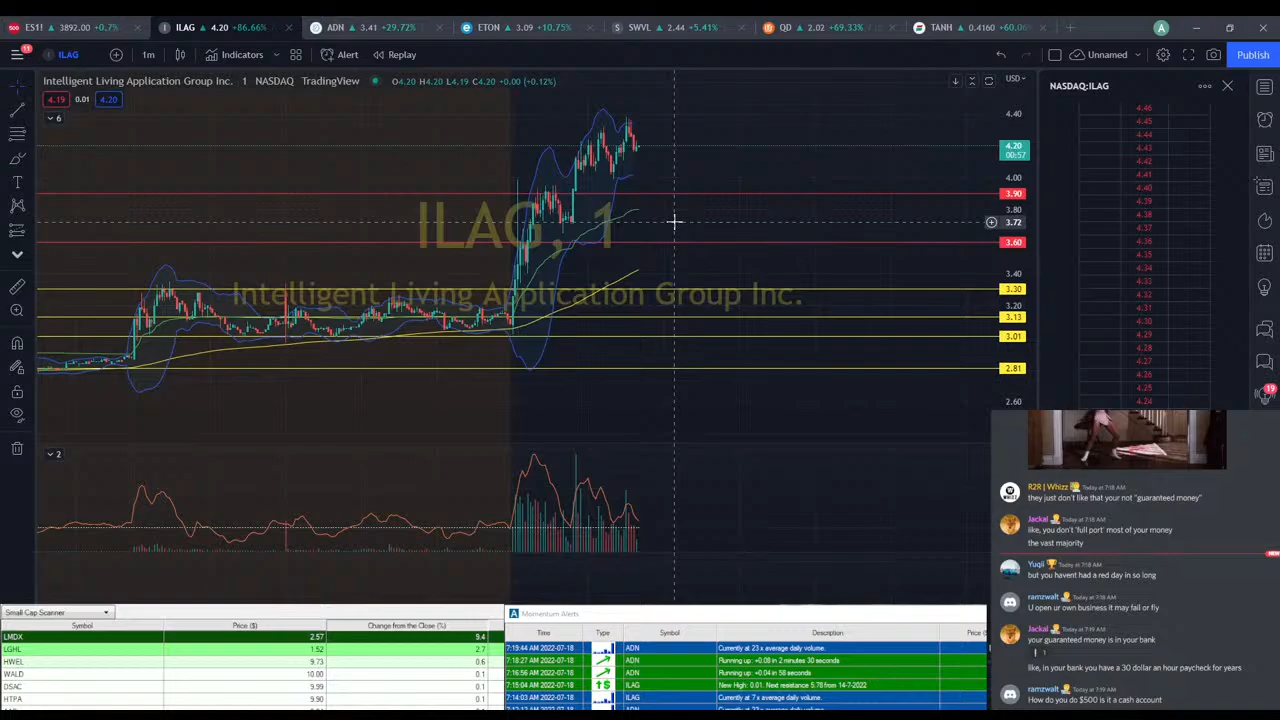 ES1! 3892.00 +0.7%
ILAG 4.20 +86.66%
ADN 3.41 +29.72%
ETON 3.09 +10.75%
SWVL 2.44 +5.41%
QD 2.02 +69.33%
TANH 0.4160 +60.06%
A
11 ILAG 1m Indicators Alert Replay Unnamed Publish
Intelligent Living Application Group Inc. 1 NASDAQ TradingView O4.20 H4.20 L4.19 C4.20 +0.00 (+0.12%)
USD
NASDAQ:ILAG
4.19 0.01 4.20
6
4.40
4.20
00:57
4.00
3.90
3.80
3.72
3.60
3.40
3.30
3.20
3.13
3.01
2.81
2.60
ILAG, 1
Intelligent Living Application Group Inc.
2
4.46
4.45
4.44
4.43
4.42
4.41
4.40
4.39
4.38
4.37
4.36
4.35
4.34
4.33
4.32
4.31
4.30
4.29
4.28
4.27
4.26
4.25
4.24
19
R2R | Whizz Today at 7:18 AM
they just don't like that your not "guaranteed money"
Jackal Today at 7:18 AM
like, you don't 'full port' most of your money
the vast majority
NEW
Yuqii Today at 7:18 AM
but you havent had a red day in so long
ramzwalt Today at 7:19 AM
U open ur own business it may fail or fly
Jackal Today at 7:19 AM
your guaranteed money is in your bank
1
like, in your bank you have a 30 dollar an hour paycheck for years
ramzwalt Today at 7:19 AM
How do you do $500 is it a cash account
Small Cap Scanner
Symbol Price ($) Change from the Close (%)
LMDX 2.57 9.4
LGHL 1.52 2.7
HWEL 9.73 0.6
WALD 10.00 0.1
DSAC 9.99 0.1
HTPA 9.90 0.1
A Momentum Alerts
Time Type Symbol Description Price ($
7:19:44 AM 2022-07-18 ADN Currently at 23 x average daily volume.
7:18:27 AM 2022-07-18 ADN Running up: +0.08 in 2 minutes 30 seconds
7:16:56 AM 2022-07-18 ADN Running up: +0.04 in 58 seconds
7:15:04 AM 2022-07-18 ILAG New High: 0.01. Next resistance 5.78 from 14-7-2022
7:14:03 AM 2022-07-18 ILAG Currently at 7 x average daily volume.